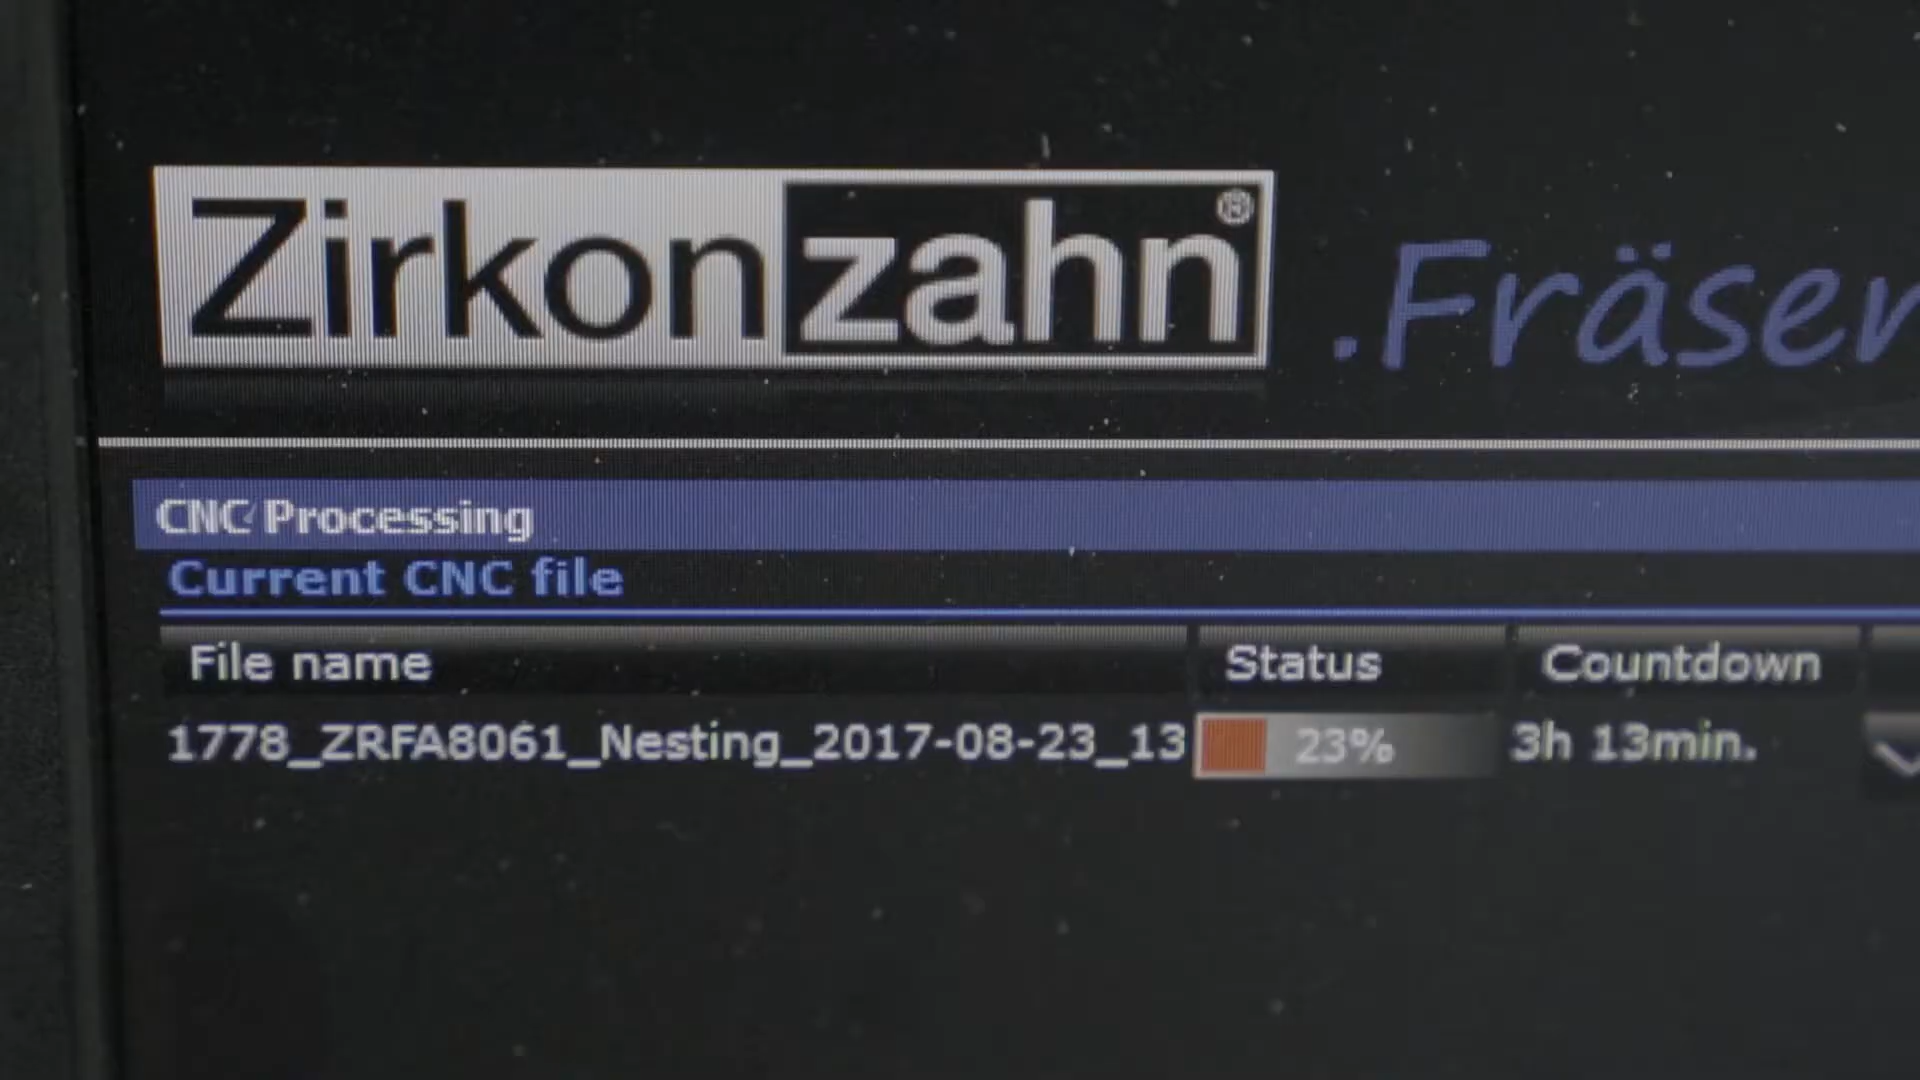 Zirkonzahn®
.Fräsen
CNC Processing
Current CNC file
File name Status Countdown
1778_ZRFA8061_Nesting_2017-08-23_13 23% 3h 13min.